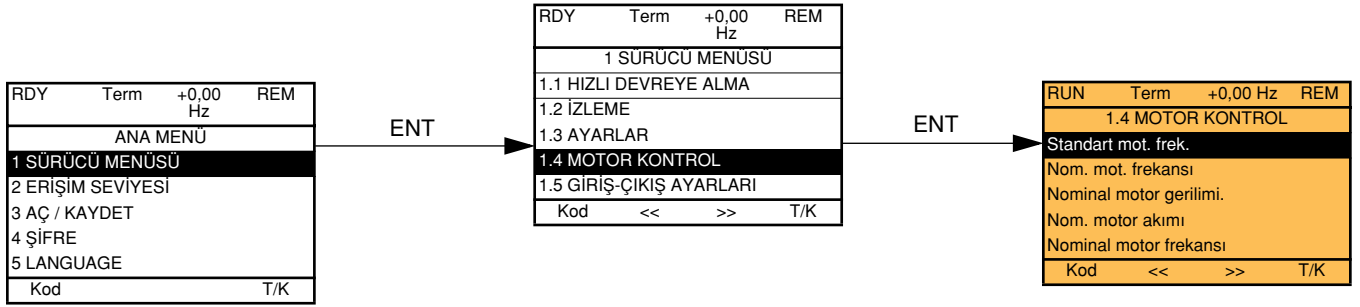 RDY Term +0,00 Hz REM
ANA MENÜ
1 SÜRÜCÜ MENÜSÜ
2 ERİŞİM SEVİYESİ
3 AÇ / KAYDET
4 ŞİFRE
5 LANGUAGE
Kod T/K
ENT
RDY Term +0,00 Hz REM
1 SÜRÜCÜ MENÜSÜ
1.1 HIZLI DEVREYE ALMA
1.2 İZLEME
1.3 AYARLAR
1.4 MOTOR KONTROL
1.5 GİRİŞ-ÇIKIŞ AYARLARI
Kod << >> T/K
ENT
RUN Term +0,00 Hz REM
1.4 MOTOR KONTROL
Standart mot. frek.
Nom. mot. frekansı
Nominal motor gerilimi.
Nom. motor akımı
Nominal motor frekansı
Kod << >> T/K